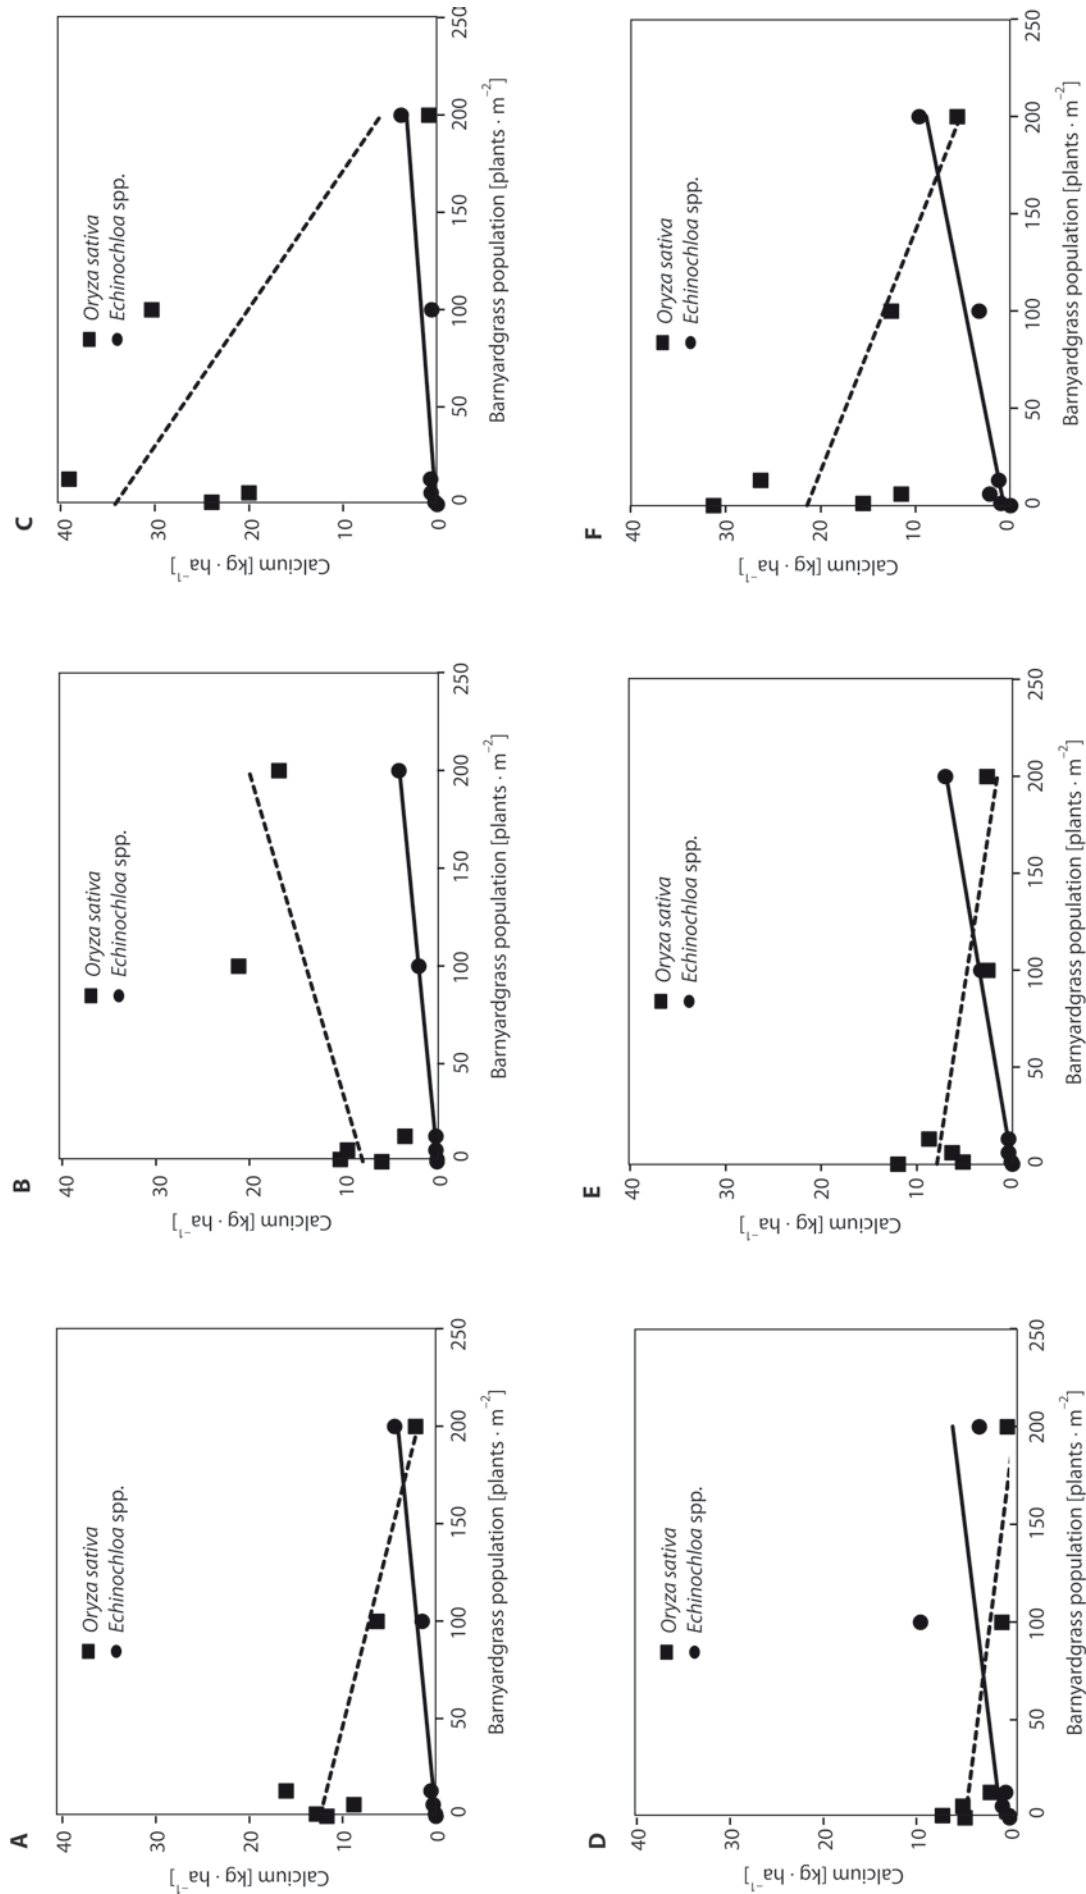 A
Calcium [kg · ha⁻¹]
40
30
20
10
0
■ Oryza sativa
● Echinochloa spp.
0
50
100
150
200
250
Barnyardgrass population [plants · m⁻²]
B
Calcium [kg · ha⁻¹]
40
30
20
10
0
■ Oryza sativa
● Echinochloa spp.
0
50
100
150
200
250
Barnyardgrass population [plants · m⁻²]
C
Calcium [kg · ha⁻¹]
40
30
20
10
0
■ Oryza sativa
● Echinochloa spp.
0
50
100
150
200
250
Barnyardgrass population [plants · m⁻²]
D
Calcium [kg · ha⁻¹]
40
30
20
10
0
■ Oryza sativa
● Echinochloa spp.
0
50
100
150
200
250
Barnyardgrass population [plants · m⁻²]
E
Calcium [kg · ha⁻¹]
40
30
20
10
0
■ Oryza sativa
● Echinochloa spp.
0
50
100
150
200
250
Barnyardgrass population [plants · m⁻²]
F
Calcium [kg · ha⁻¹]
40
30
20
10
0
■ Oryza sativa
● Echinochloa spp.
0
50
100
150
200
250
Barnyardgrass population [plants · m⁻²]